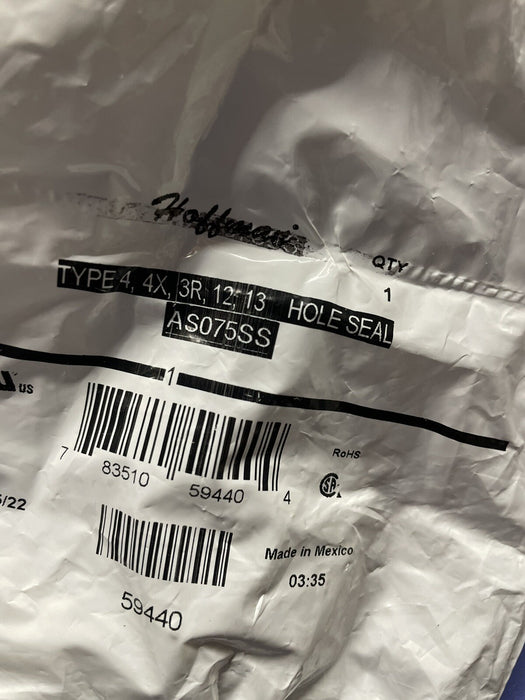 Hoffman
QTY
1
TYPE 4, 4X, 3R, 12, 13 HOLE SEAL
AS075SS
1
US
7 83510 59440 4
RoHS
SA
/22
Made in Mexico
03:35
59440